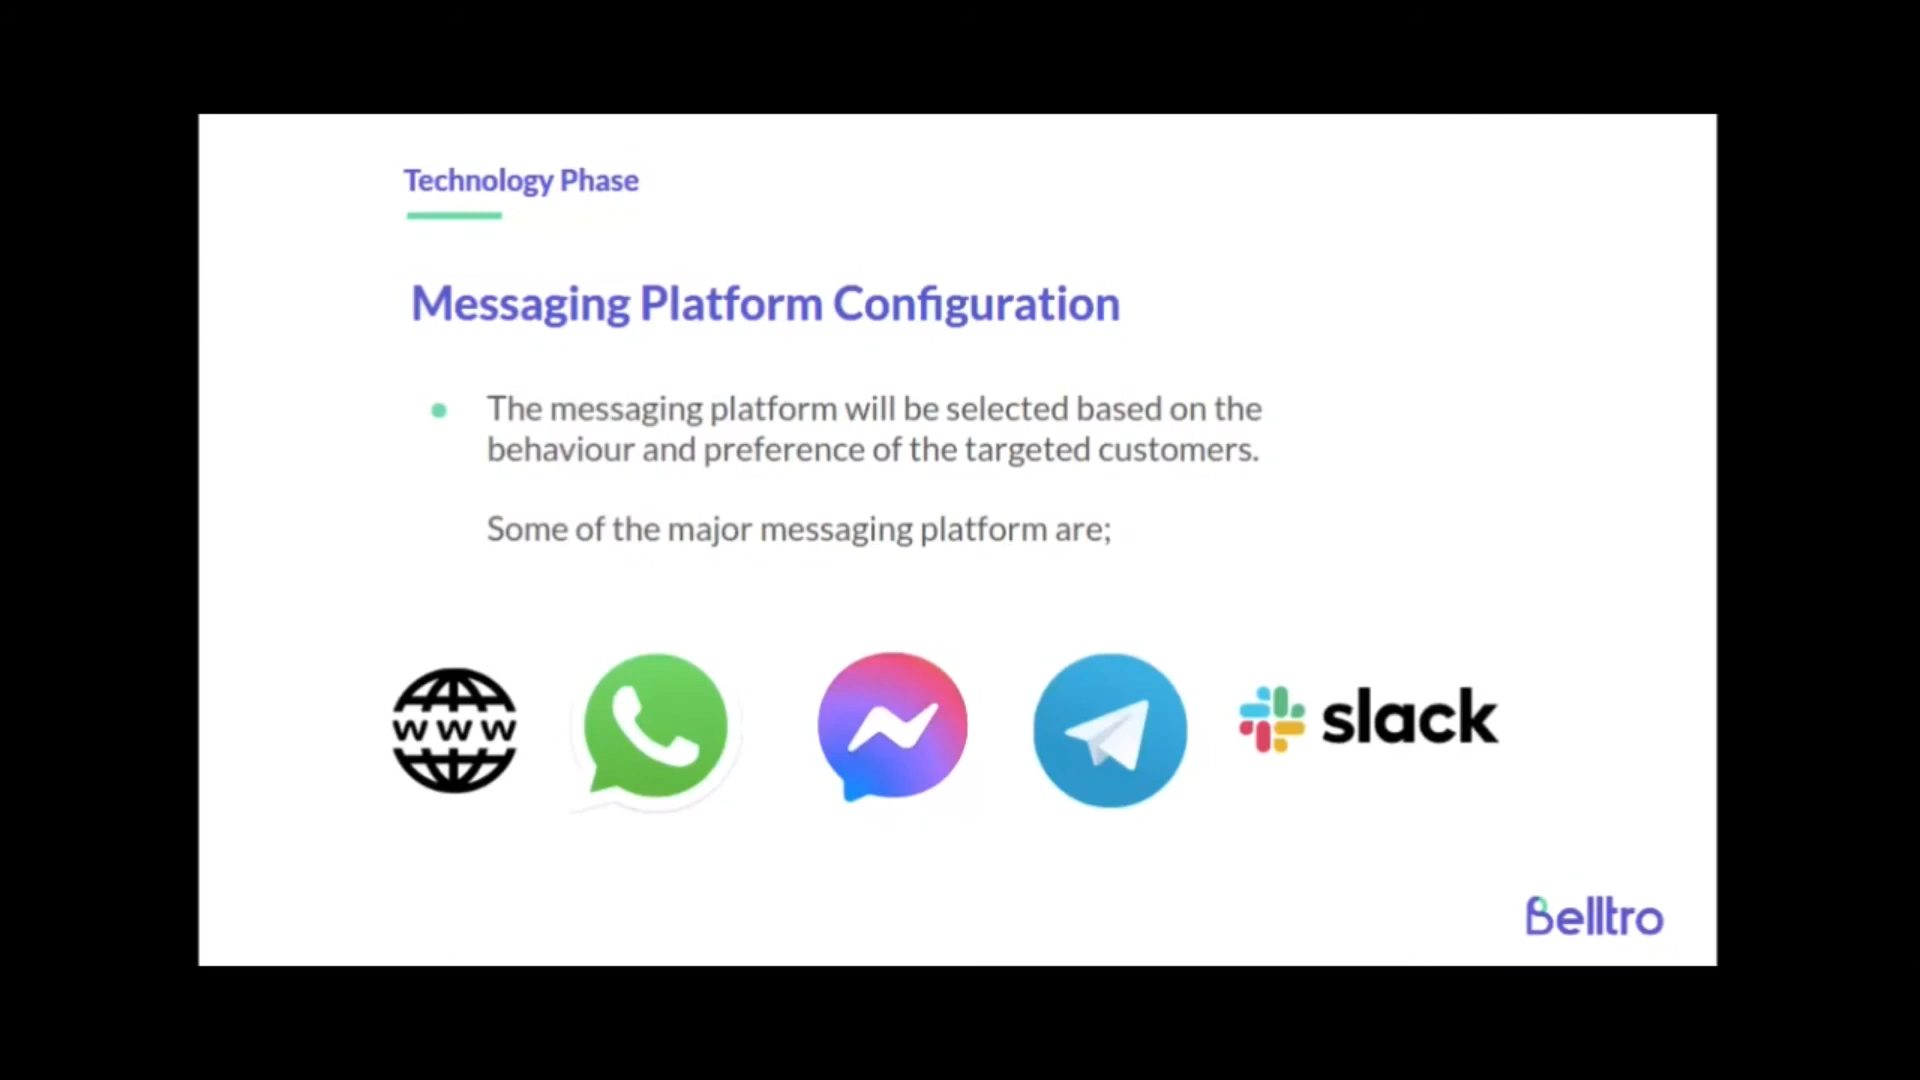 Technology Phase
Messaging Platform Configuration
The messaging platform will be selected based on the
behaviour and preference of the targeted customers.
Some of the major messaging platform are;
www
slack
Belltro